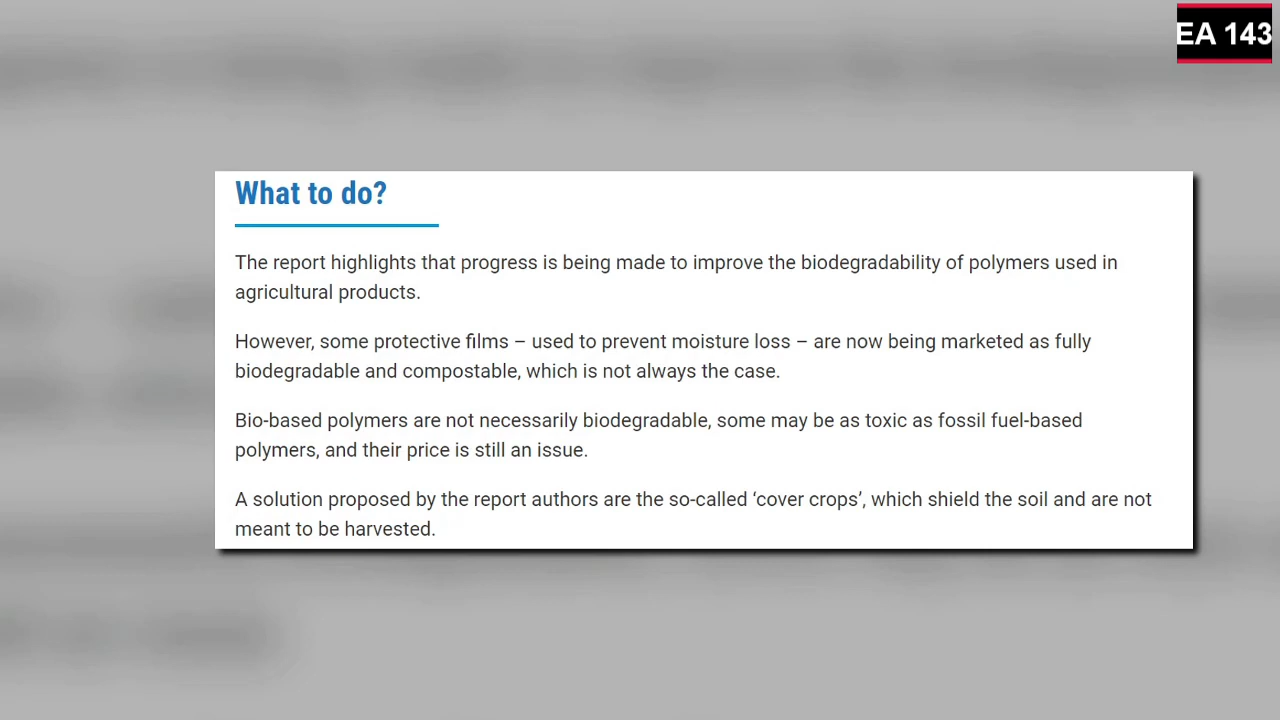 EA 143
What to do?
The report highlights that progress is being made to improve the biodegradability of polymers used in
agricultural products.
However, some protective films – used to prevent moisture loss – are now being marketed as fully
biodegradable and compostable, which is not always the case.
Bio-based polymers are not necessarily biodegradable, some may be as toxic as fossil fuel-based
polymers, and their price is still an issue.
A solution proposed by the report authors are the so-called ‘cover crops’, which shield the soil and are not
meant to be harvested.